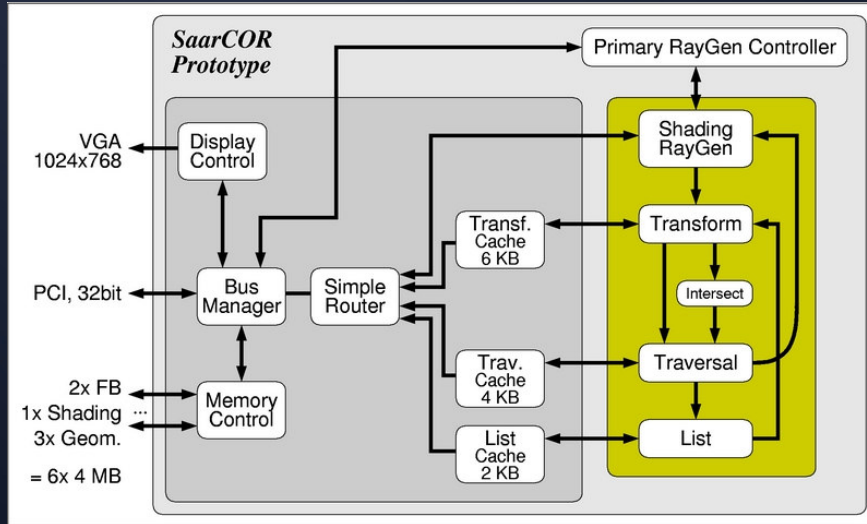 SaarCOR
Prototype
Primary RayGen Controller
VGA
1024x768
Display
Control
Shading
RayGen
Transf.
Cache
6 KB
Transform
PCI, 32bit
Bus
Manager
Simple
Router
Intersect
Trav.
Cache
4 KB
Traversal
2x FB
1x Shading ...
3x Geom.
= 6x 4 MB
Memory
Control
List
Cache
2 KB
List